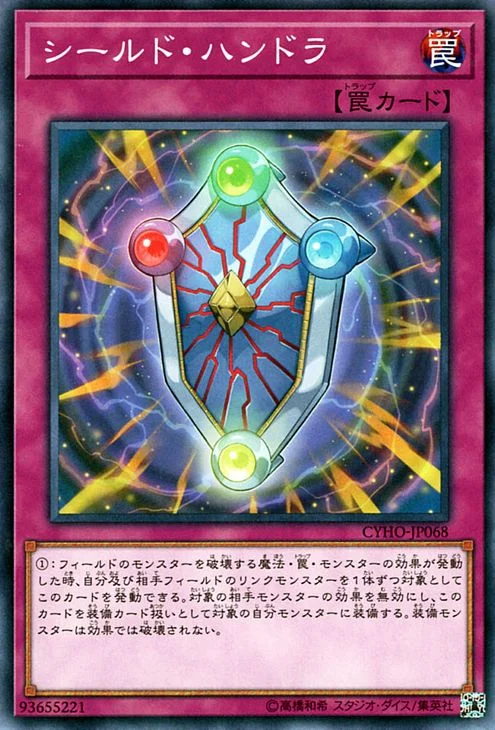 シールド・ハンドラ
トラップ
罠
トラップ
【罠カード】
CYHO-JP068
①：フィールドのモンスターを破壊する魔法・罠・モンスターの効果が発動
した時、自分及び相手フィールドのリンクモンスターを１体ずつ対象として
このカードを発動できる。対象の相手モンスターの効果を無効にし、この
カードを装備カード扱いとして対象の自分モンスターに装備する。装備モン
スターは効果では破壊されない。
93655221
©高橋和希 スタジオ・ダイス/集英社